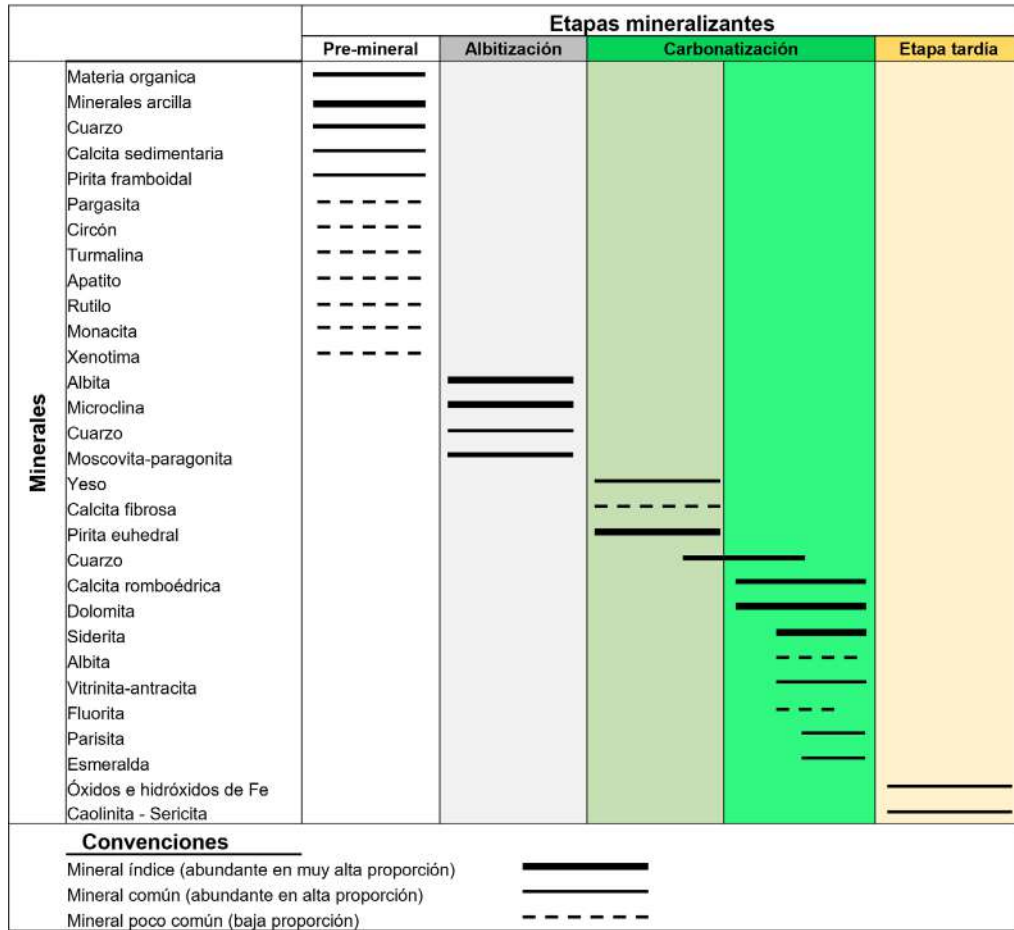 Etapas mineralizantes
Pre-mineral Albitización Carbonatización Etapa tardía
Minerales
Materia organica
Minerales arcilla
Cuarzo
Calcita sedimentaria
Pirita framboidal
Pargasita
Circón
Turmalina
Apatito
Rutilo
Monacita
Xenotima
Albita
Microclina
Cuarzo
Moscovita-paragonita
Yeso
Calcita fibrosa
Pirita euhedral
Cuarzo
Calcita romboédrica
Dolomita
Siderita
Albita
Vitrinita-antracita
Fluorita
Parisita
Esmeralda
Óxidos e hidróxidos de Fe
Caolinita - Sericita
Convenciones
Mineral índice (abundante en muy alta proporción)
Mineral común (abundante en alta proporción)
Mineral poco común (baja proporción)